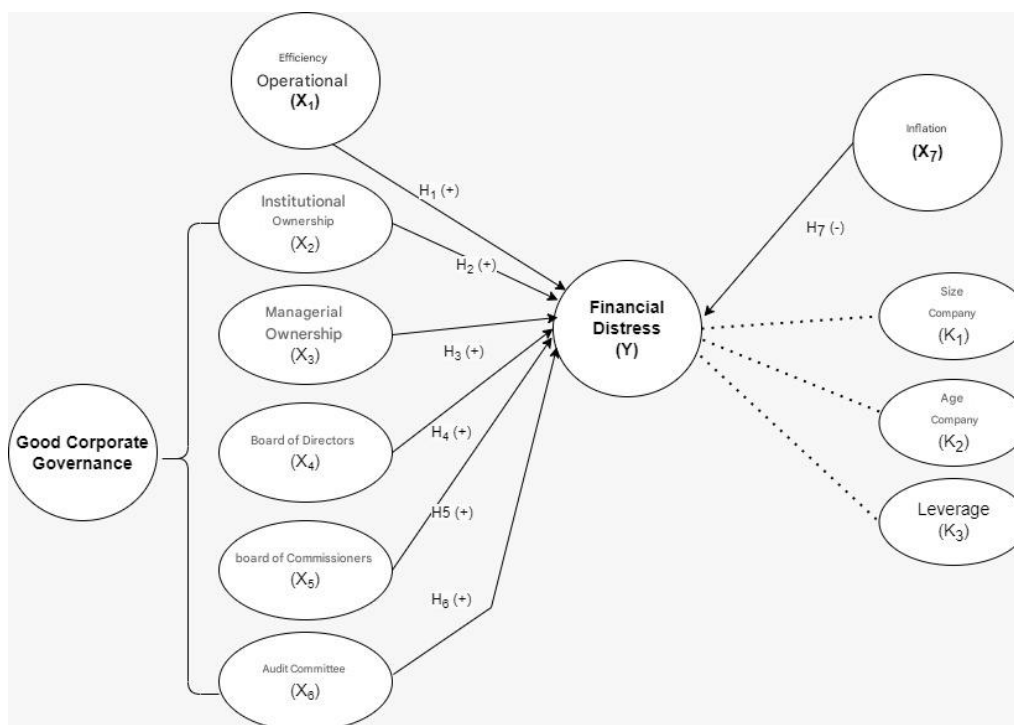 Efficiency
Operational
(X1)
Inflation
(X7)
H1 (+)
Institutional
Ownership
(X2)
H2 (+)
H7 (-)
Managerial
Ownership
(X3)
H3 (+)
Financial
Distress
(Y)
Size
Company
(K1)
Age
Company
(K2)
Good Corporate
Governance
Board of Directors
(X4)
H4 (+)
Leverage
(K3)
board of Commissioners
(X5)
H5 (+)
H6 (+)
Audit Committee
(X6)